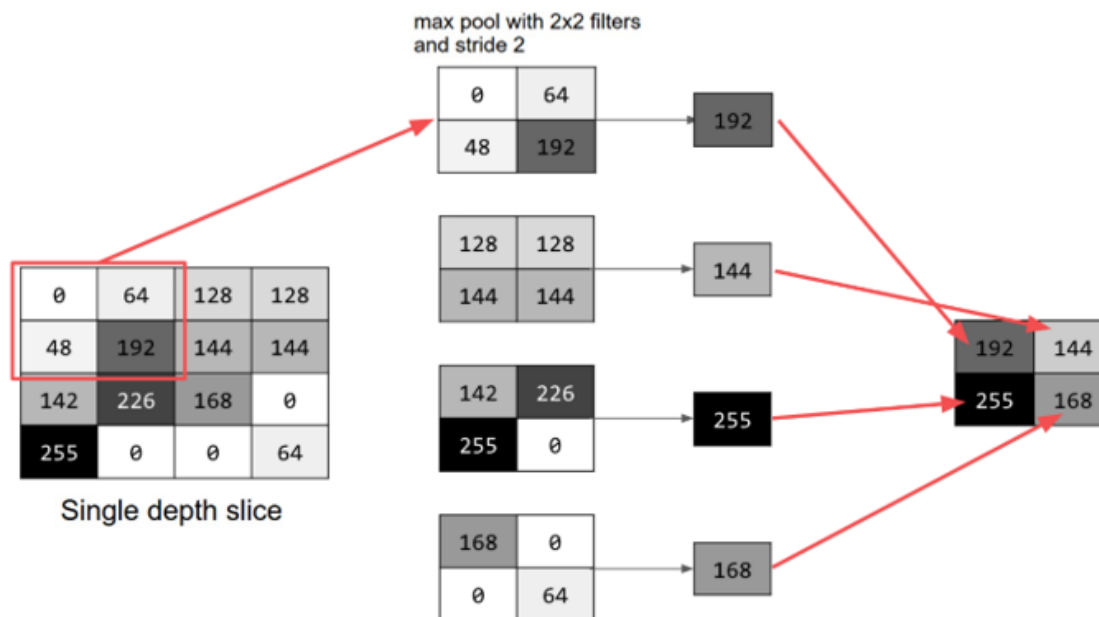 max pool with 2x2 filters
and stride 2
0 64
48 192
192
128 128
144 144
144
0 64 128 128
48 192 144 144
142 226 168 0
255 0 0 64
Single depth slice
142 226
255 0
255
192 144
255 168
168 0
0 64
168